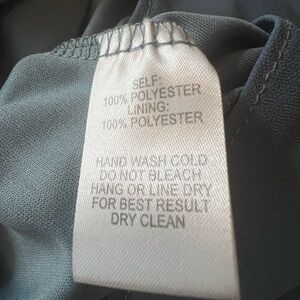 SELF:
100% POLYESTER
LINING:
100% POLYESTER
HAND WASH COLD
DO NOT BLEACH
HANG OR LINE DRY
FOR BEST RESULT
DRY CLEAN